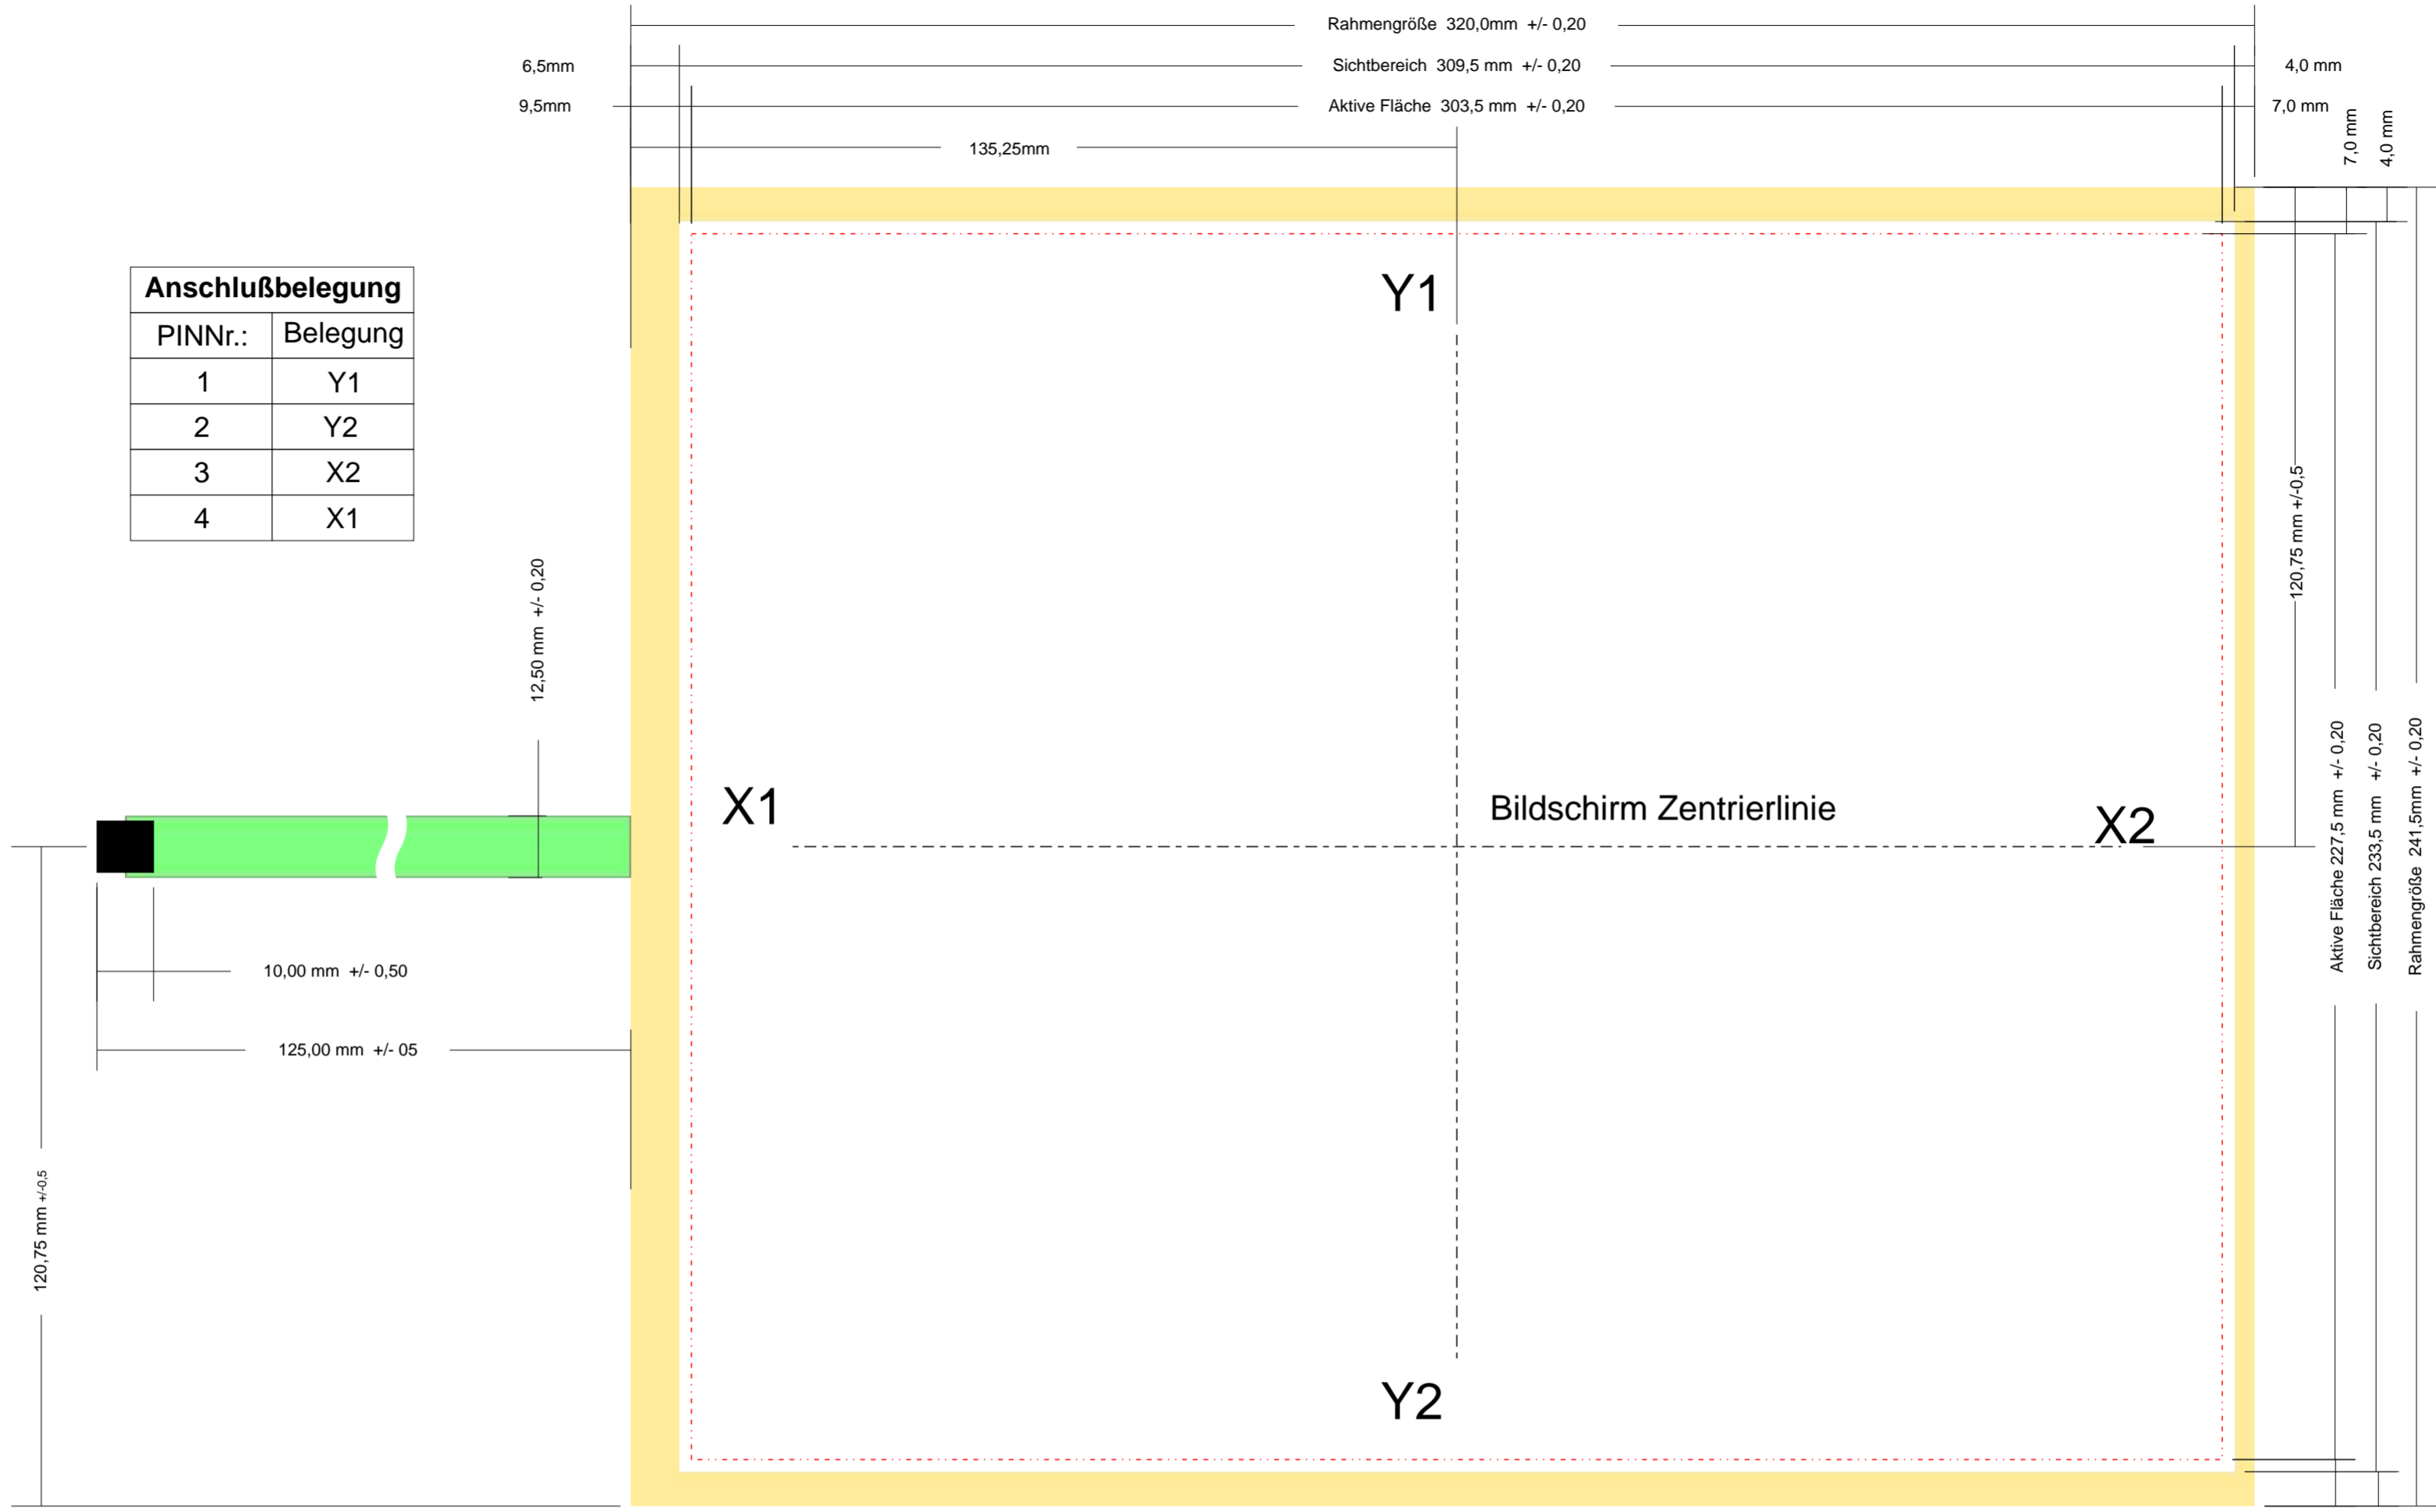 Rahmengröße 320,0mm +/- 0,20
6,5mm
Sichtbereich 309,5 mm +/- 0,20
4,0 mm
9,5mm
Aktive Fläche 303,5 mm +/- 0,20
7,0 mm
135,25mm
7,0 mm
4,0 mm
Anschlußbelegung
PINNr.: Belegung
1 Y1
2 Y2
3 X2
4 X1
Y1
120,75 mm +/-0,5
12,50 mm +/- 0,20
X1
Bildschirm Zentrierlinie
X2
Aktive Fläche 227,5 mm +/- 0,20
Sichtbereich 233,5 mm +/- 0,20
Rahmengröße 241,5mm +/- 0,20
10,00 mm +/- 0,50
125,00 mm +/- 05
120,75 mm +/-0,5
Y2